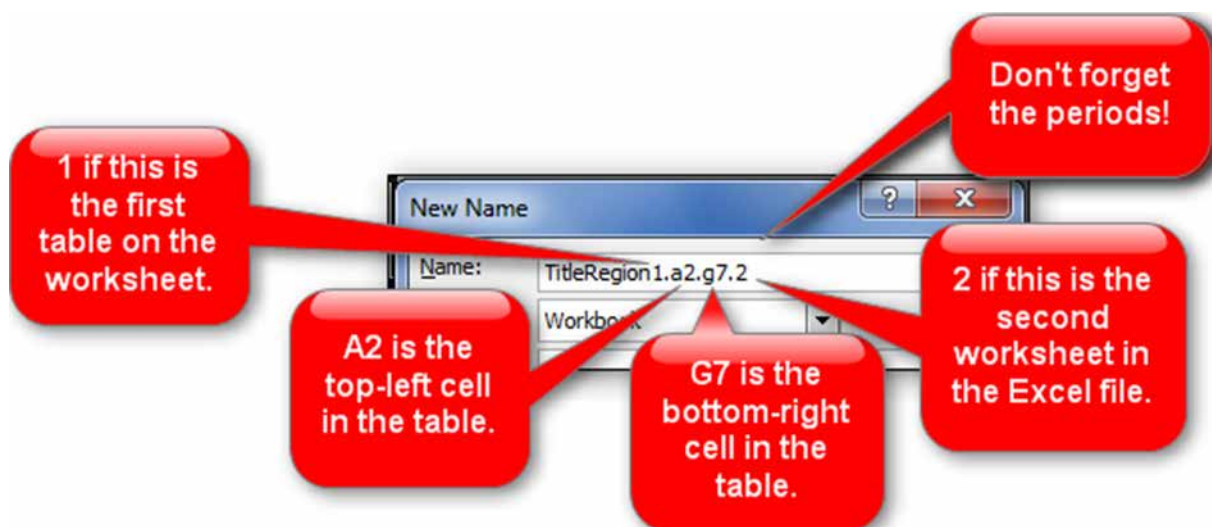 Don't forget
the periods!
1 if this is
the first
table on the
worksheet.
New Name
?
X
Name:
TitleRegion1.a2.g7.2
2 if this is the
second
worksheet in
the Excel file.
A2 is the
top-left cell
in the table.
G7 is the
bottom-right
cell in the
table.